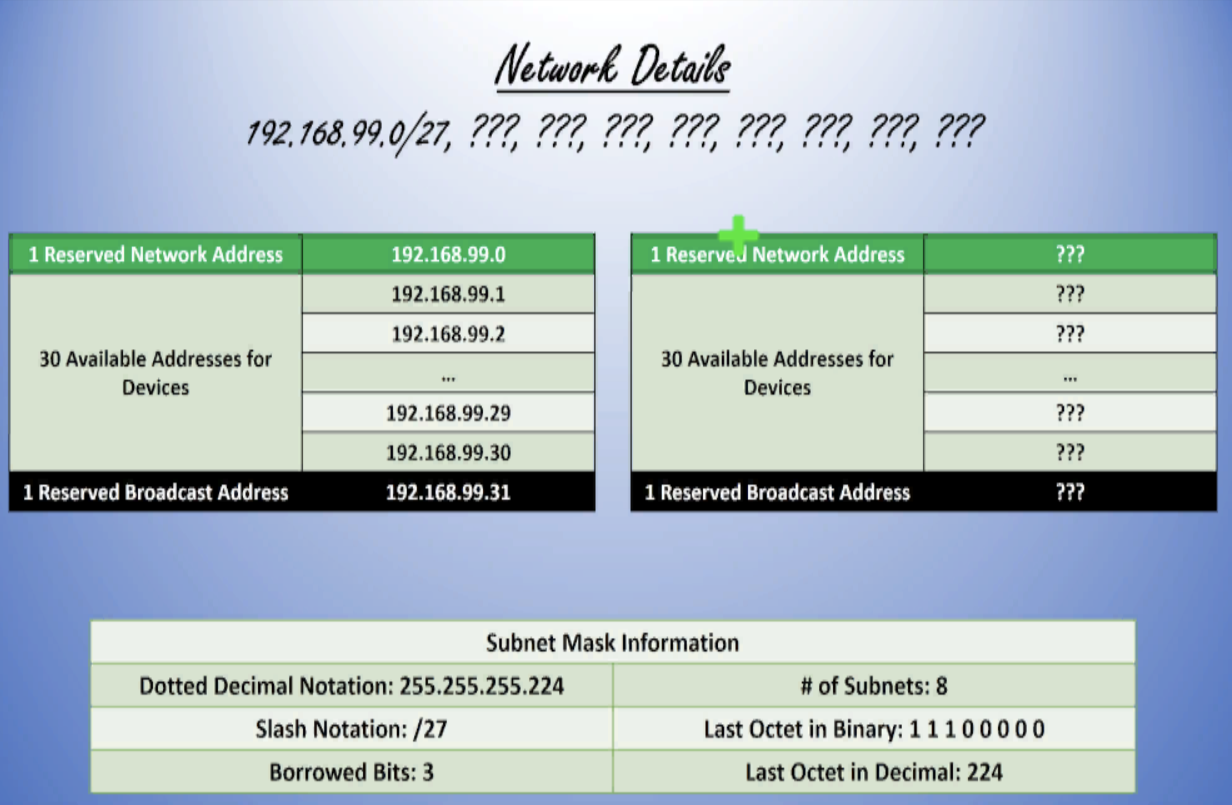 Network Details
192.168.99.0/27, ???, ???, ???, ???, ???, ???, ???, ???
1 Reserved Network Address 192.168.99.0
30 Available Addresses for
Devices
192.168.99.1
192.168.99.2
...
192.168.99.29
192.168.99.30
1 Reserved Broadcast Address 192.168.99.31
1 Reserved Network Address ???
30 Available Addresses for
Devices
???
???
...
???
???
1 Reserved Broadcast Address ???
Subnet Mask Information
Dotted Decimal Notation: 255.255.255.224 # of Subnets: 8
Slash Notation: /27 Last Octet in Binary: 1 1 1 0 0 0 0 0
Borrowed Bits: 3 Last Octet in Decimal: 224